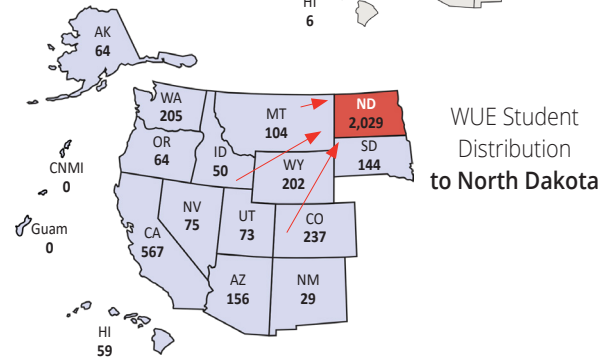 HI
6
AK
64
WA
205
MT
104
ND
2,029
OR
64
ID
50
WY
202
SD
144
WUE Student
Distribution
to North Dakota
CNMI
0
Guam
0
CA
567
NV
75
UT
73
CO
237
AZ
156
NM
29
HI
59